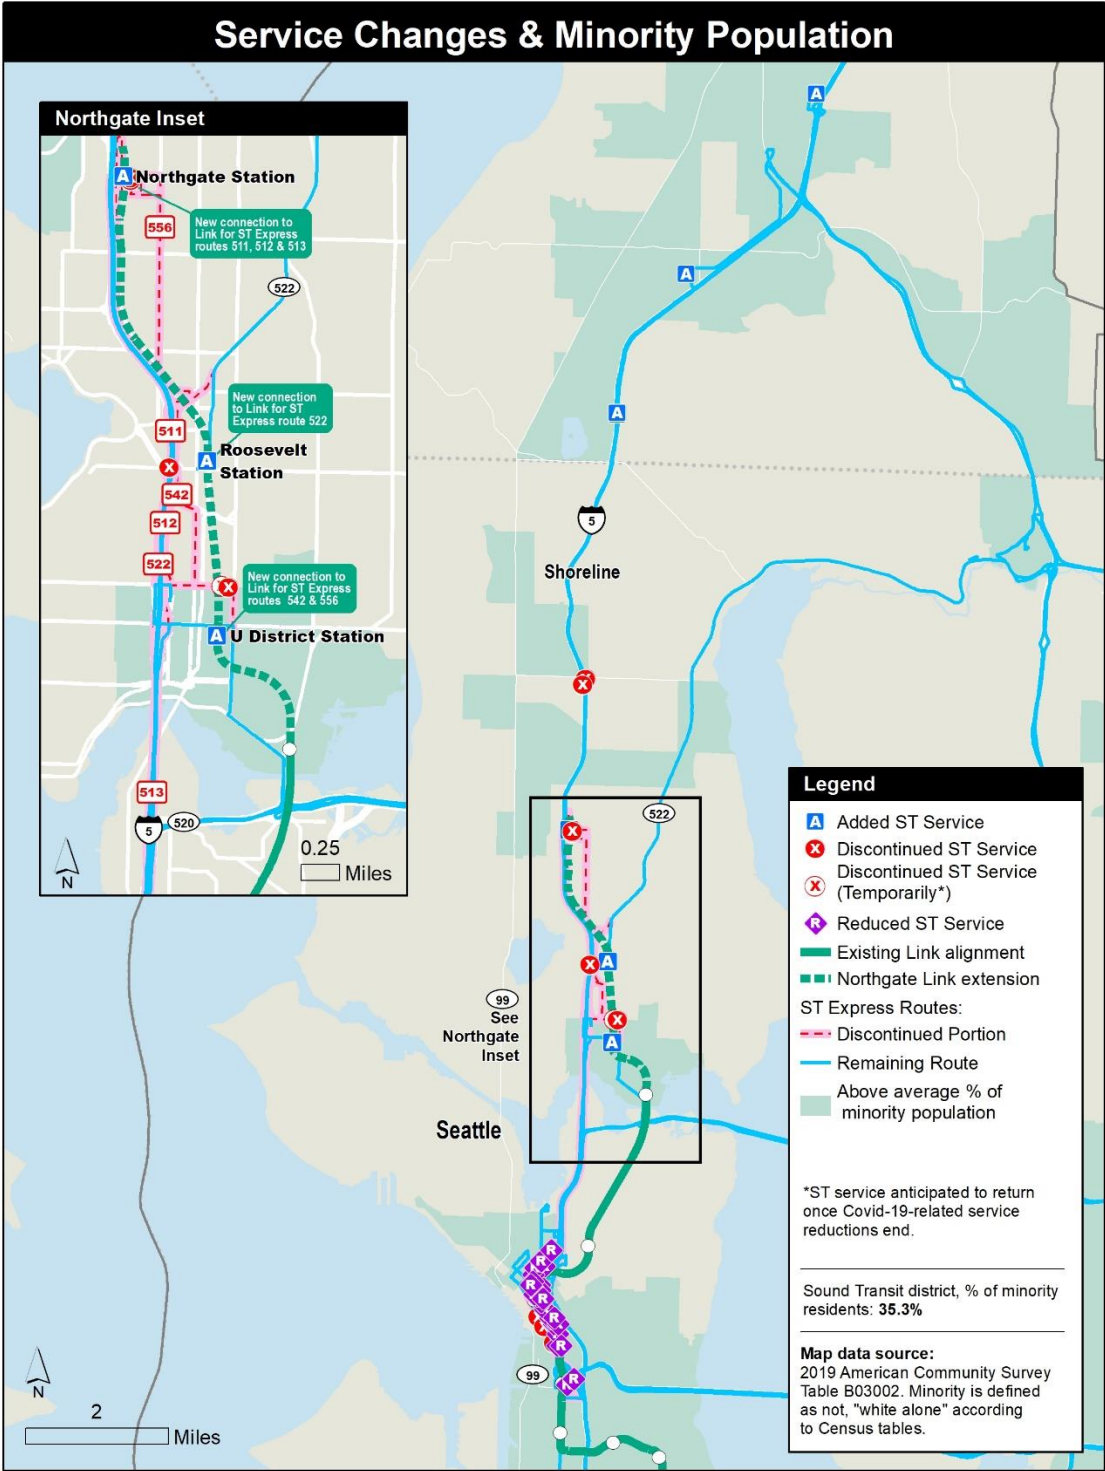 Service Changes & Minority Population
Northgate Inset
A
Northgate Station
556
New connection to
Link for ST Express
routes 511, 512 & 513
522
New connection
to Link for ST
Express route 522
511
Roosevelt
Station
A
X
542
512
522
New connection to
Link for ST Express
routes 542 & 556
X
A
U District Station
513
5
520
0.25
Miles
N
A
A
A
5
Shoreline
X
522
X
X
A
X
A
99
See
Northgate
Inset
Seattle
R
R
R
R
R
R
R
99
N
2
Miles
Legend
A Added ST Service
X Discontinued ST Service
X Discontinued ST Service
(Temporarily*)
R Reduced ST Service
Existing Link alignment
Northgate Link extension
ST Express Routes:
Discontinued Portion
Remaining Route
Above average % of
minority population
*ST service anticipated to return
once Covid-19-related service
reductions end.
Sound Transit district, % of minority
residents: 35.3%
Map data source:
2019 American Community Survey
Table B03002. Minority is defined
as not, "white alone" according
to Census tables.